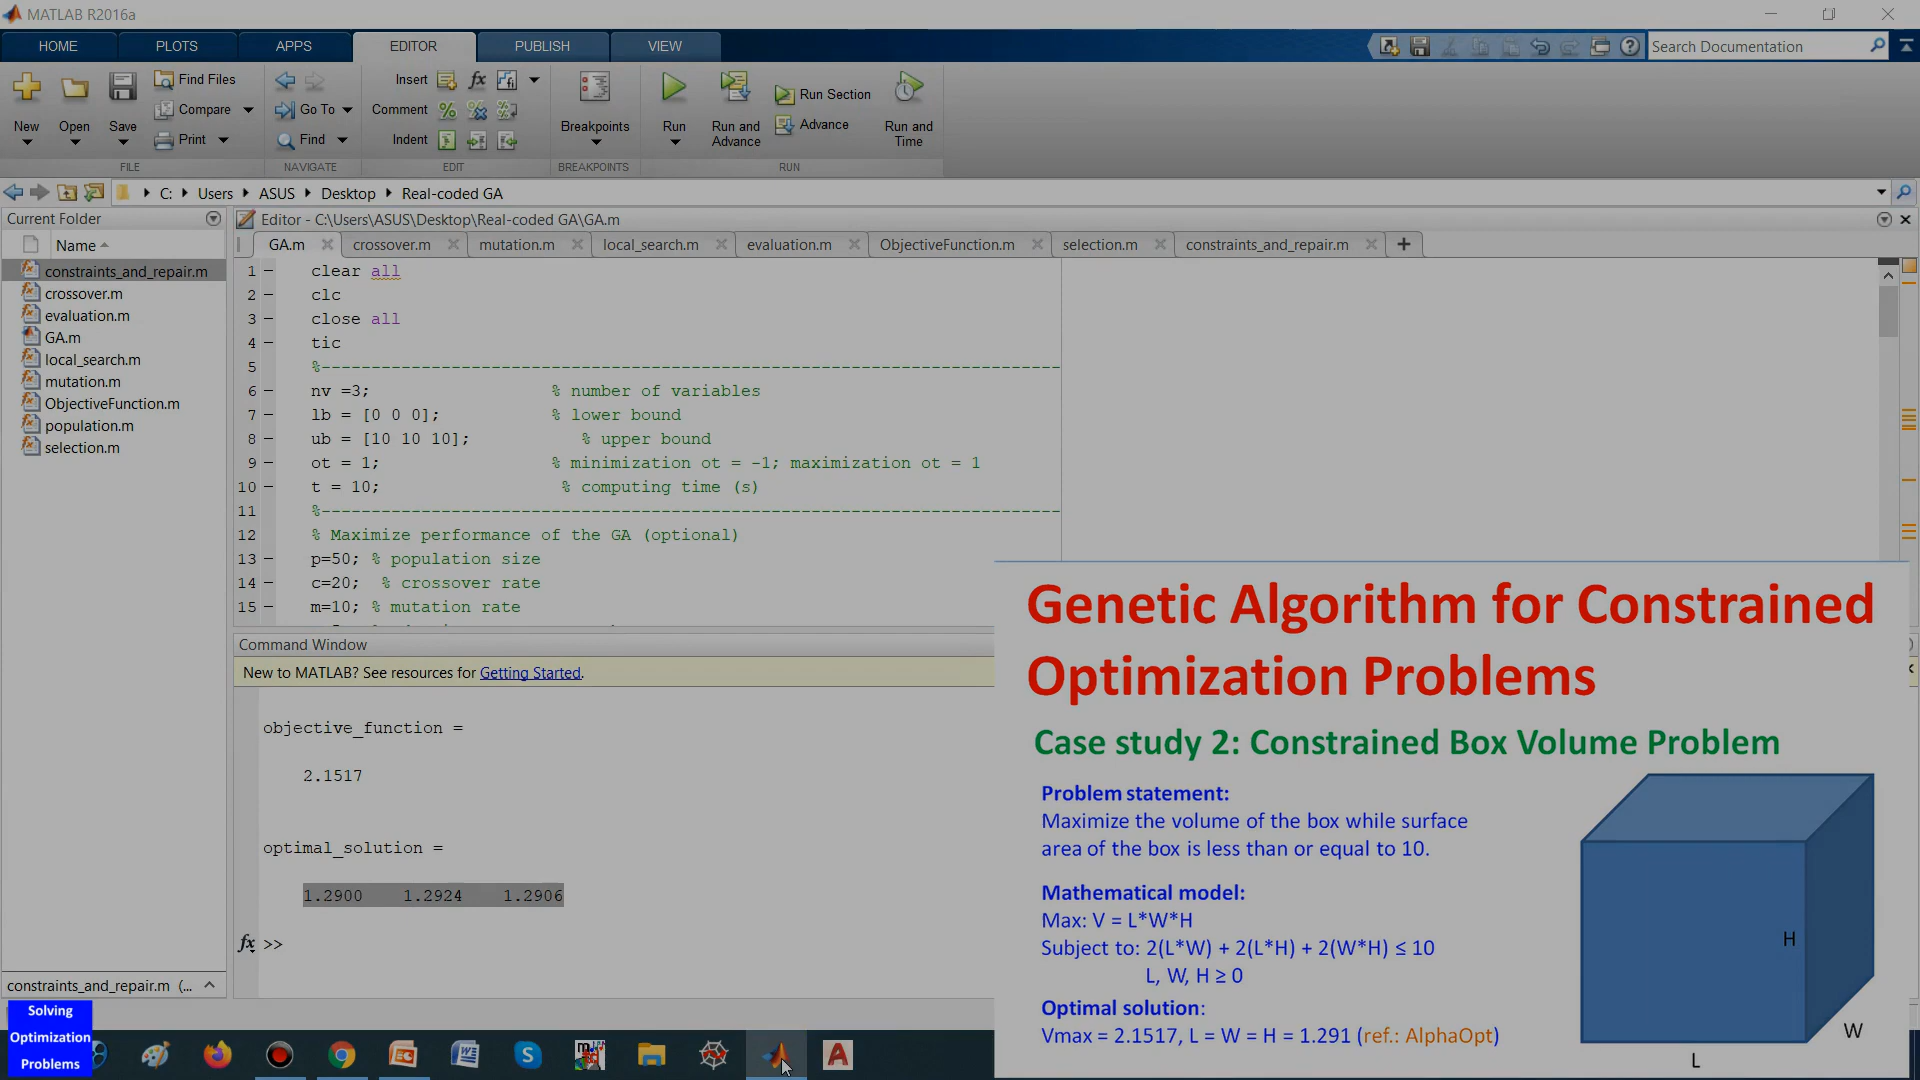 MATLAB R2016a
HOME PLOTS APPS EDITOR PUBLISH VIEW
Search Documentation
New Open Save
Find Files
Compare
Print
FILE
Go To
Find
NAVIGATE
Insert
Comment
Indent
EDIT
Breakpoints
BREAKPOINTS
Run
Run and Advance
Run Section
Advance
Run and Time
RUN
C: Users ASUS Desktop Real-coded GA
Current Folder
Name
constraints_and_repair.m
crossover.m
evaluation.m
GA.m
local_search.m
mutation.m
ObjectiveFunction.m
population.m
selection.m
constraints_and_repair.m (...
Editor - C:\Users\ASUS\Desktop\Real-coded GA\GA.m
GA.m crossover.m mutation.m local_search.m evaluation.m ObjectiveFunction.m selection.m constraints_and_repair.m
1 - clear all
2 - clc
3 - close all
4 - tic
5 %--------------------------------------------------------------------------
6 - nv =3; % number of variables
7 - lb = [0 0 0]; % lower bound
8 - ub = [10 10 10]; % upper bound
9 - ot = 1; % minimization ot = -1; maximization ot = 1
10 - t = 10; % computing time (s)
11 %--------------------------------------------------------------------------
12 % Maximize performance of the GA (optional)
13 - p=50; % population size
14 - c=20; % crossover rate
15 - m=10; % mutation rate
Command Window
New to MATLAB? See resources for Getting Started.
objective_function =
2.1517
optimal_solution =
1.2900 1.2924 1.2906
fx >>
Genetic Algorithm for Constrained
Optimization Problems
Case study 2: Constrained Box Volume Problem
Problem statement:
Maximize the volume of the box while surface
area of the box is less than or equal to 10.
Mathematical model:
Max: V = L*W*H
Subject to: 2(L*W) + 2(L*H) + 2(W*H) ≤ 10
L, W, H ≥ 0
Optimal solution:
Vmax = 2.1517, L = W = H = 1.291 (ref.: AlphaOpt)
H
W
L
Solving
Optimization
Problems